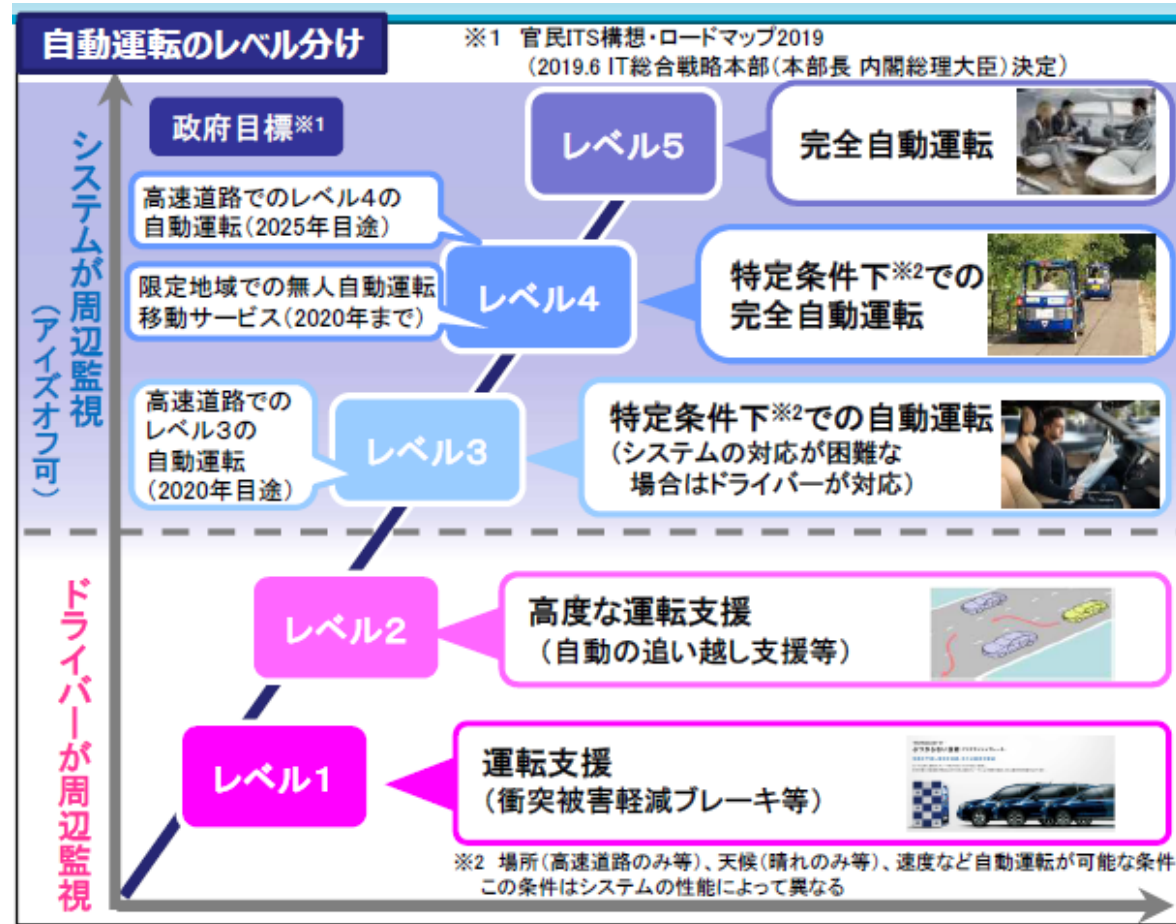 自動運転のレベル分け
※1 官民ITS構想・ロードマップ2019
(2019.6 IT総合戦略本部(本部長 内閣総理大臣)決定)
システムが周辺監視
(アイズオフ可)
政府目標※1
レベル5
完全自動運転
高速道路でのレベル4の
自動運転(2025年目途)
限定地域での無人自動運転
移動サービス(2020年まで)
レベル4
特定条件下※2での
完全自動運転
高速道路での
レベル3の
自動運転
(2020年目途)
レベル3
特定条件下※2での自動運転
(システムの対応が困難な
場合はドライバーが対応)
ドライバーが周辺監視
レベル2
高度な運転支援
(自動の追い越し支援等)
レベル1
運転支援
(衝突被害軽減ブレーキ等)
※2 場所(高速道路のみ等)、天候(晴れのみ等)、速度など自動運転が可能な条件
この条件はシステムの性能によって異なる